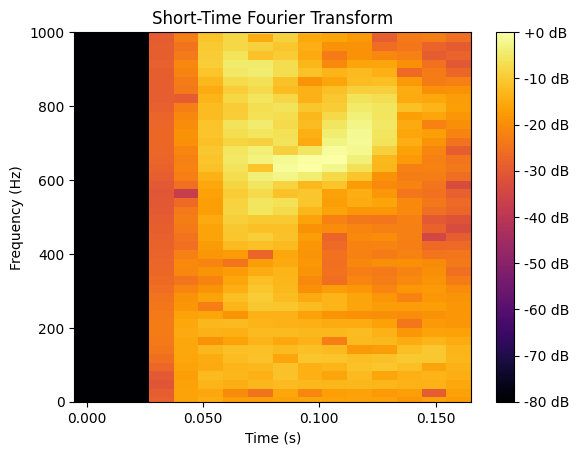 Short-Time Fourier Transform
1000
800
600
400
200
0
Frequency (Hz)
0.000
0.050
0.100
0.150
Time (s)
+0 dB
-10 dB
-20 dB
-30 dB
-40 dB
-50 dB
-60 dB
-70 dB
-80 dB